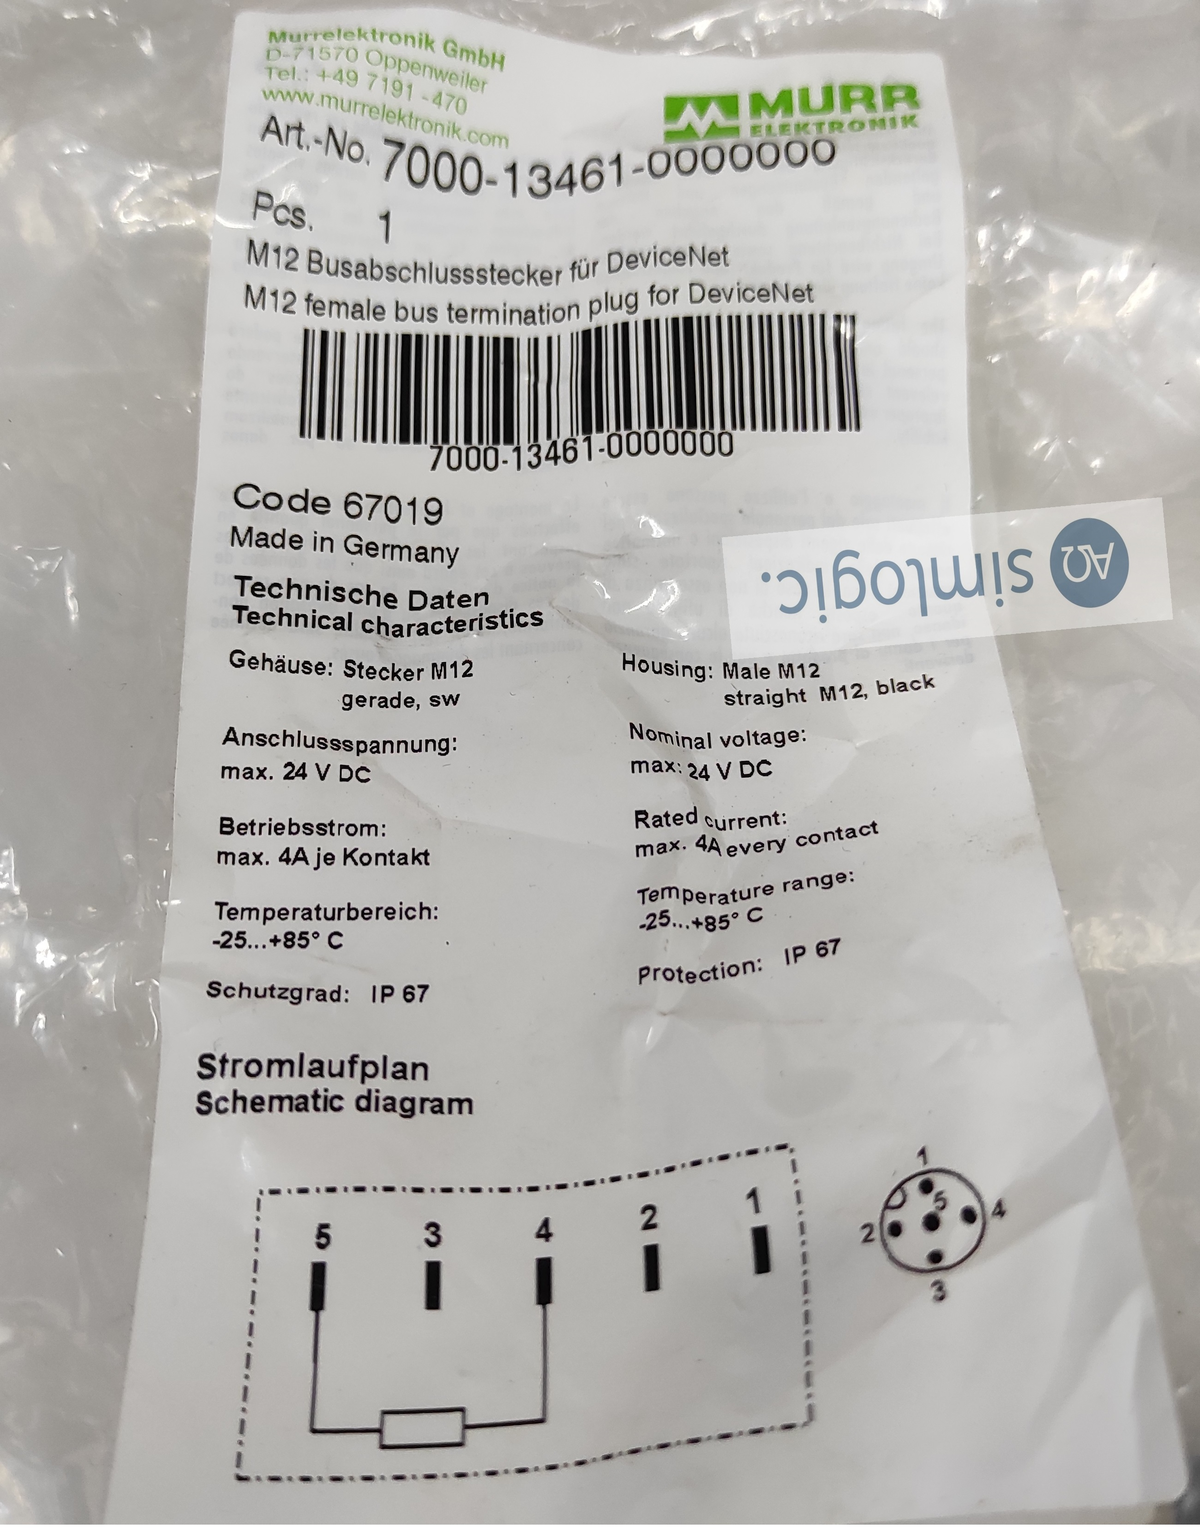 Murrelektronik GmbH
D-71570 Oppenweiler
Tel.: +49 7191 -470
www.murrelektronik.com
MURR
ELEKTRONIK
Art.-No. 7000-13461-0000000
Pcs. 1
M12 Busabschlussstecker für DeviceNet
M12 female bus termination plug for DeviceNet
7000-13461-0000000
Code 67019
Made in Germany
simlogic.
AΩ
Technische Daten
Technical characteristics
Gehäuse: Stecker M12
gerade, sw
Housing: Male M12
straight M12, black
Anschlussspannung:
max. 24 V DC
Nominal voltage:
max: 24 V DC
Betriebsstrom:
max. 4A je Kontakt
Rated current:
max. 4A every contact
Temperaturbereich:
-25...+85° C
Temperature range:
-25...+85° C
Schutzgrad: IP 67
Protection: IP 67
Stromlaufplan
Schematic diagram
5 3 4 2 1
1
5
4
2
3